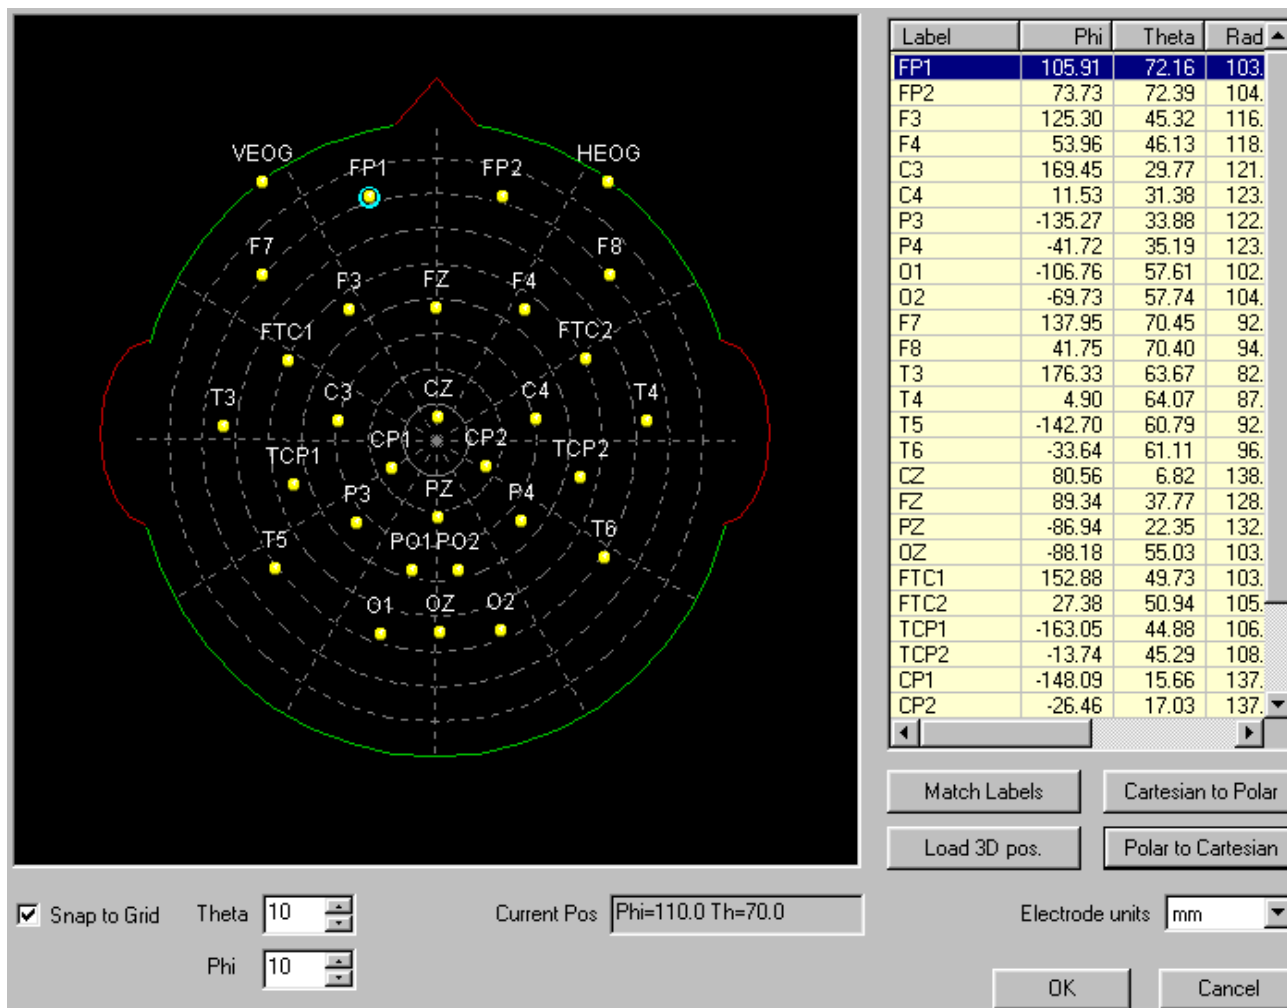 VEOG FP1 FP2 HEOG
F7 F8
F3 FZ F4
FTC1 FTC2
C3 CZ C4
T3 T4
CP1 CP2
TCP1 TCP2
P3 PZ P4
T5 T6
PO1 PO2
O1 OZ O2
Label Phi Theta Rad
FP1 105.91 72.16 103.
FP2 73.73 72.39 104.
F3 125.30 45.32 116.
F4 53.96 46.13 118.
C3 169.45 29.77 121.
C4 11.53 31.38 123.
P3 -135.27 33.88 122.
P4 -41.72 35.19 123.
O1 -106.76 57.61 102.
O2 -69.73 57.74 104.
F7 137.95 70.45 92.
F8 41.75 70.40 94.
T3 176.33 63.67 82.
T4 4.90 64.07 87.
T5 -142.70 60.79 92.
T6 -33.64 61.11 96.
CZ 80.56 6.82 138.
FZ 89.34 37.77 128.
PZ -86.94 22.35 132.
OZ -88.18 55.03 103.
FTC1 152.88 49.73 103.
FTC2 27.38 50.94 105.
TCP1 -163.05 44.88 106.
TCP2 -13.74 45.29 108.
CP1 -148.09 15.66 137.
CP2 -26.46 17.03 137.
Match Labels Cartesian to Polar
Load 3D pos. Polar to Cartesian
Snap to Grid Theta 10 Current Pos Phi=110.0 Th=70.0 Electrode units mm
Phi 10
OK Cancel